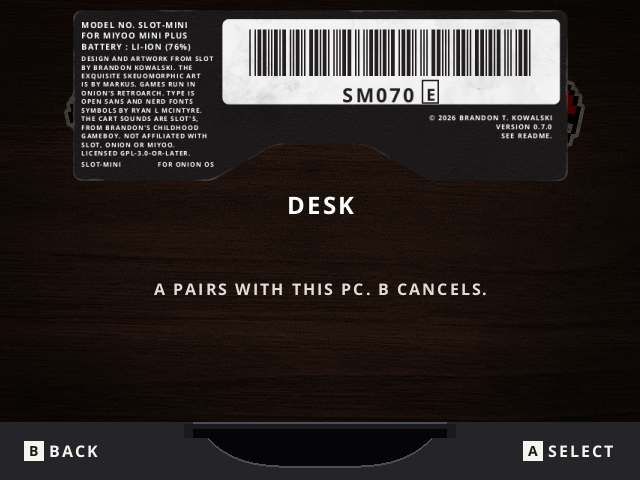 MODEL NO. SLOT-MINI
FOR MIYOO MINI PLUS
BATTERY : LI-ION (76%)
DESIGN AND ARTWORK FROM SLOT
BY BRANDON KOWALSKI. THE
EXQUISITE SKEUOMORPHIC ART
IS BY MARKUS. GAMES RUN IN
ONION'S RETROARCH. TYPE IS
OPEN SANS AND NERD FONTS
SYMBOLS BY RYAN L MCINTYRE.
THE CART SOUNDS ARE SLOT'S,
FROM BRANDON'S CHILDHOOD
GAMEBOY. NOT AFFILIATED WITH
SLOT, ONION OR MIYOO.
LICENSED GPL-3.0-OR-LATER.
SLOT-MINI FOR ONION OS
SM070 E
© 2026 BRANDON T. KOWALSKI
VERSION 0.7.0
SEE README.
DESK
A PAIRS WITH THIS PC. B CANCELS.
B BACK
A SELECT